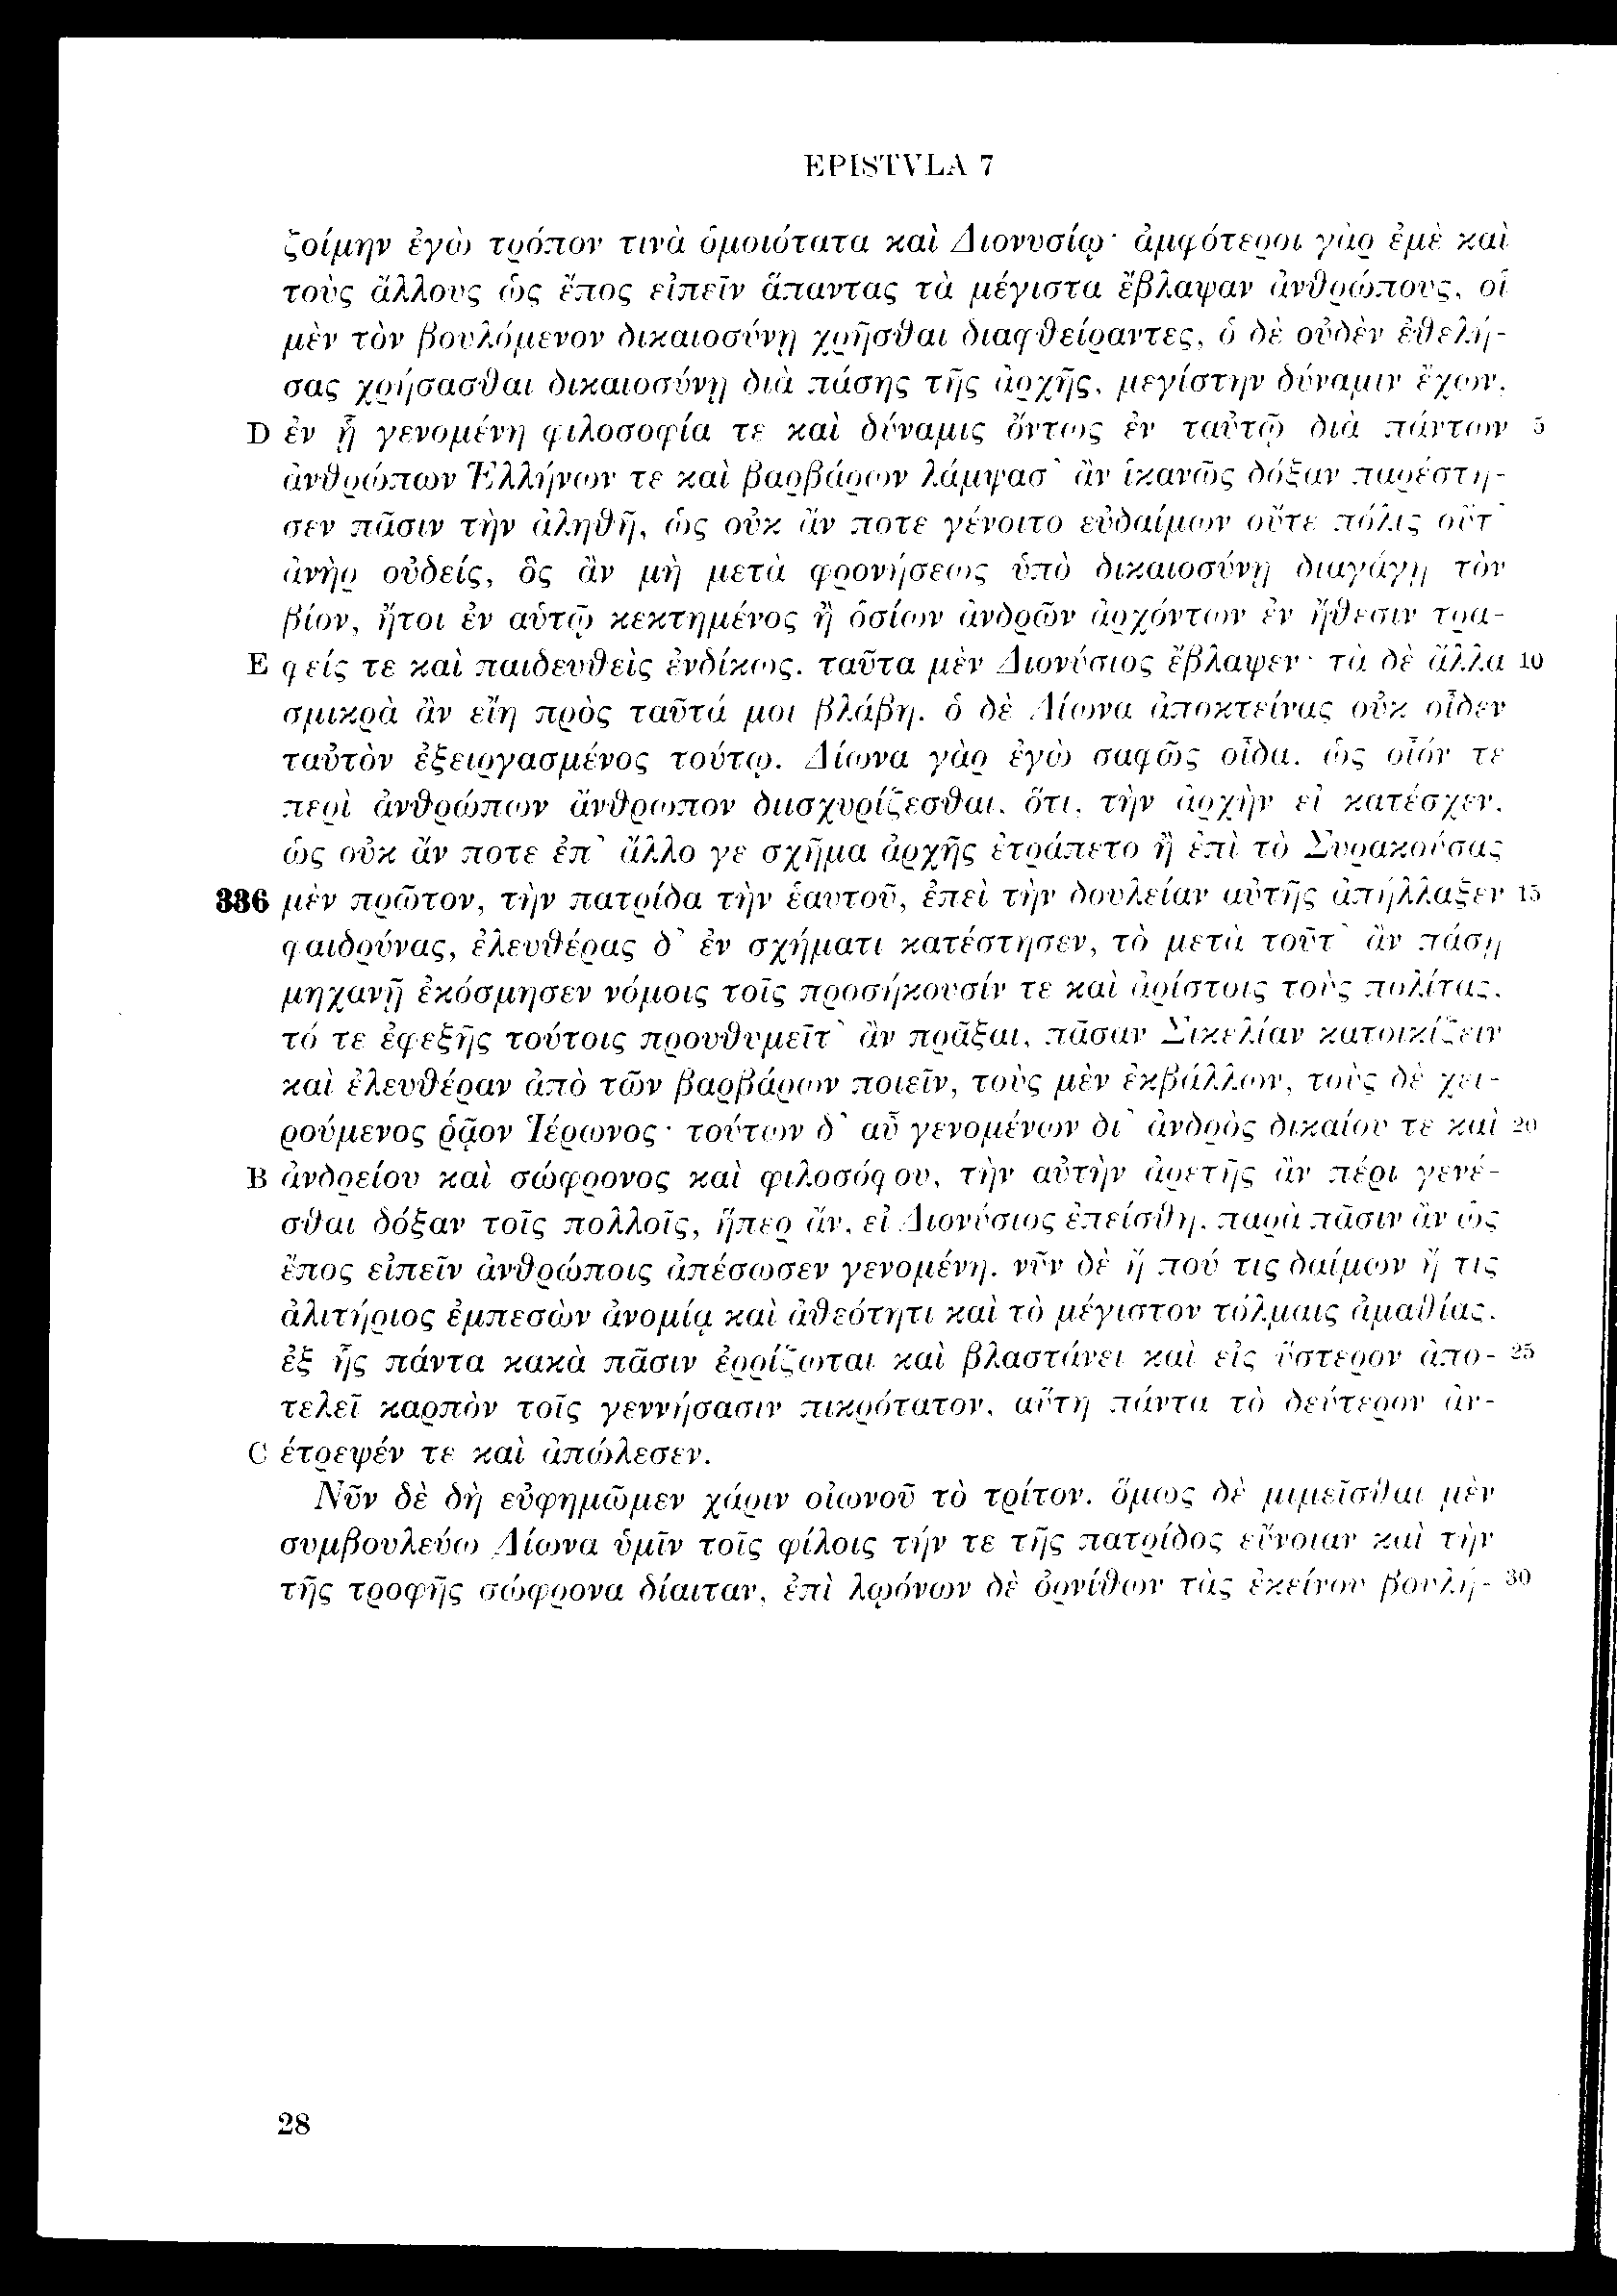 EPISTVLA 7
ζοίμην ἐγὼ τρόπον τινὰ ὁμοιότατα καὶ Διονυσίῳ· ἀμφότεροι γὰρ ἐμὲ καὶ
τοὺς ἄλλους ὡς ἔπος εἰπεῖν ἅπαντας τὰ μέγιστα ἔβλαψαν ἀνθρώπους, οἱ
μὲν τὸν βουλόμενον δικαιοσύνῃ χρῆσθαι διαφθείραντες, ὁ δὲ οὐδὲν ἐθελή-
σας χρήσασθαι δικαιοσύνῃ διὰ πάσης τῆς ἀρχῆς, μεγίστην δύναμιν ἔχων,
D ἐν ᾗ γενομένη φιλοσοφία τε καὶ δύναμις ὄντως ἐν ταὐτῷ διὰ πάντων 5
ἀνθρώπων Ἑλλήνων τε καὶ βαρβάρων λάμψασ᾽ ἂν ἱκανῶς δόξαν παρέστη-
σεν πᾶσιν τὴν ἀληθῆ, ὡς οὐκ ἄν ποτε γένοιτο εὐδαίμων οὔτε πόλις οὔτ᾽
ἀνὴρ οὐδείς, ὃς ἂν μὴ μετὰ φρονήσεως ὑπὸ δικαιοσύνῃ διαγάγῃ τὸν
βίον, ἤτοι ἐν αὑτῷ κεκτημένος ἢ ὁσίων ἀνδρῶν ἀρχόντων ἐν ἤθεσιν τρα-
E φείς τε καὶ παιδευθεὶς ἐνδίκως. ταῦτα μὲν Διονύσιος ἔβλαψεν· τὰ δὲ ἄλλα 10
σμικρὰ ἂν εἴη πρὸς ταῦτά μοι βλάβη. ὁ δὲ Δίωνα ἀποκτείνας οὐκ οἶδεν
ταὐτὸν ἐξειργασμένος τούτῳ. Δίωνα γὰρ ἐγὼ σαφῶς οἶδα, ὡς οἷόν τε
περὶ ἀνθρώπων ἄνθρωπον διισχυρίζεσθαι, ὅτι, τὴν ἀρχὴν εἰ κατέσχεν,
ὡς οὐκ ἄν ποτε ἐπ᾽ ἄλλο γε σχῆμα ἀρχῆς ἐτράπετο ἢ ἐπὶ τὸ Συρακούσας
336 μὲν πρῶτον, τὴν πατρίδα τὴν ἑαυτοῦ, ἐπεὶ τὴν δουλείαν αὐτῆς ἀπήλλαξεν 15
φαιδρύνας, ἐλευθέρας δ᾽ ἐν σχήματι κατέστησεν, τὸ μετὰ τοῦτ᾽ ἂν πάσῃ
μηχανῇ ἐκόσμησεν νόμοις τοῖς προσήκουσίν τε καὶ ἀρίστοις τοὺς πολίτας,
τό τε ἐφεξῆς τούτοις προυθυμεῖτ᾽ ἂν πρᾶξαι, πᾶσαν Σικελίαν κατοικίζειν
καὶ ἐλευθέραν ἀπὸ τῶν βαρβάρων ποιεῖν, τοὺς μὲν ἐκβάλλων, τοὺς δὲ χει-
ρούμενος ῥᾷον Ἱέρωνος· τούτων δ᾽ αὖ γενομένων δι᾽ ἀνδρὸς δικαίου τε καὶ 20
B ἀνδρείου καὶ σώφρονος καὶ φιλοσόφου, τὴν αὐτὴν ἀρετῆς ἂν πέρι γενέ-
σθαι δόξαν τοῖς πολλοῖς, ἥπερ ἄν, εἰ Διονύσιος ἐπείσθη, παρὰ πᾶσιν ἂν ὡς
ἔπος εἰπεῖν ἀνθρώποις ἀπέσωσεν γενομένη. νῦν δὲ ἤ πού τις δαίμων ἤ τις
ἀλιτήριος ἐμπεσὼν ἀνομίᾳ καὶ ἀθεότητι καὶ τὸ μέγιστον τόλμαις ἀμαθίας,
ἐξ ἧς πάντα κακὰ πᾶσιν ἐρρίζωται καὶ βλαστάνει καὶ εἰς ὕστερον ἀπο- 25
τελεῖ καρπὸν τοῖς γεννήσασιν πικρότατον, αὕτη πάντα τὸ δεύτερον ἀν-
C έτρεψέν τε καὶ ἀπώλεσεν.
Νῦν δὲ δὴ εὐφημῶμεν χάριν οἰωνοῦ τὸ τρίτον. ὅμως δὲ μιμεῖσθαι μὲν
συμβουλεύω Δίωνα ὑμῖν τοῖς φίλοις τήν τε τῆς πατρίδος εὔνοιαν καὶ τὴν
τῆς τροφῆς σώφρονα δίαιταν, ἐπὶ λῳόνων δὲ ὀρνίθων τὰς ἐκείνου βουλή- 30
28